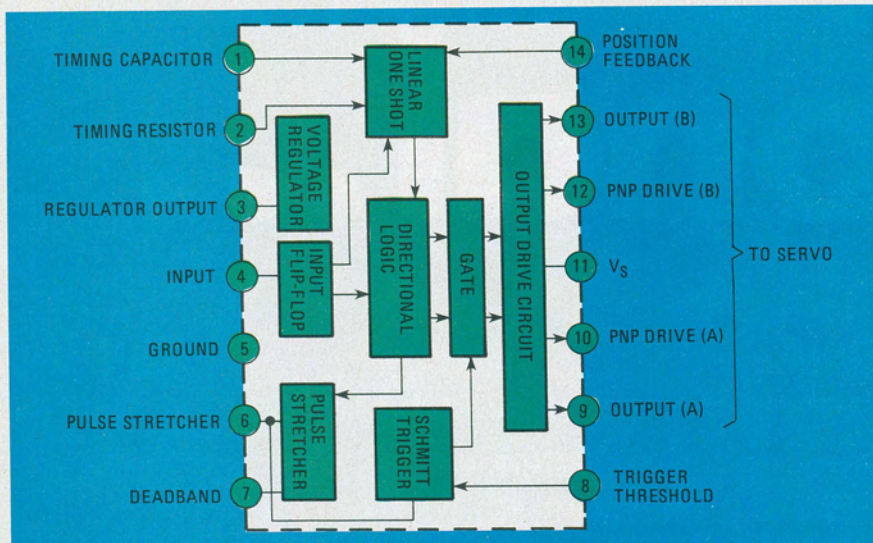 TIMING CAPACITOR
1
TIMING RESISTOR
2
REGULATOR OUTPUT
3
INPUT
4
GROUND
5
PULSE STRETCHER
6
DEADBAND
7
LINEAR
ONE SHOT
VOLTAGE
REGULATOR
INPUT
FLIP-FLOP
DIRECTIONAL
LOGIC
GATE
OUTPUT DRIVE CIRCUIT
PULSE
STRETCHER
SCHMITT
TRIGGER
14
POSITION
FEEDBACK
13
OUTPUT (B)
12
PNP DRIVE (B)
11
VS
TO SERVO
10
PNP DRIVE (A)
9
OUTPUT (A)
8
TRIGGER
THRESHOLD